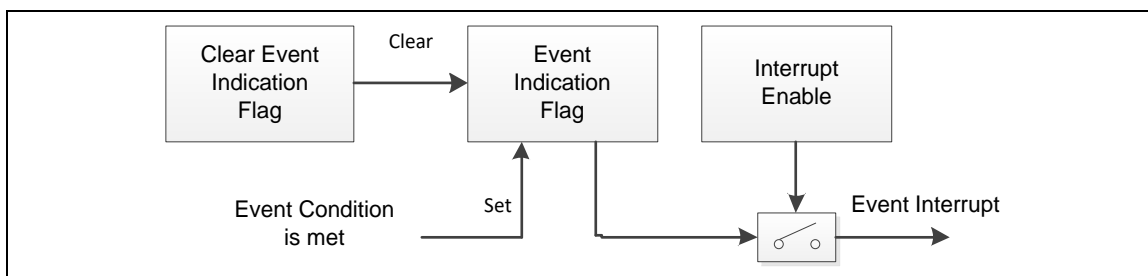 Clear Event
Indication
Flag
Clear
Event
Indication
Flag
Interrupt
Enable
Event Condition
is met
Set
Event Interrupt